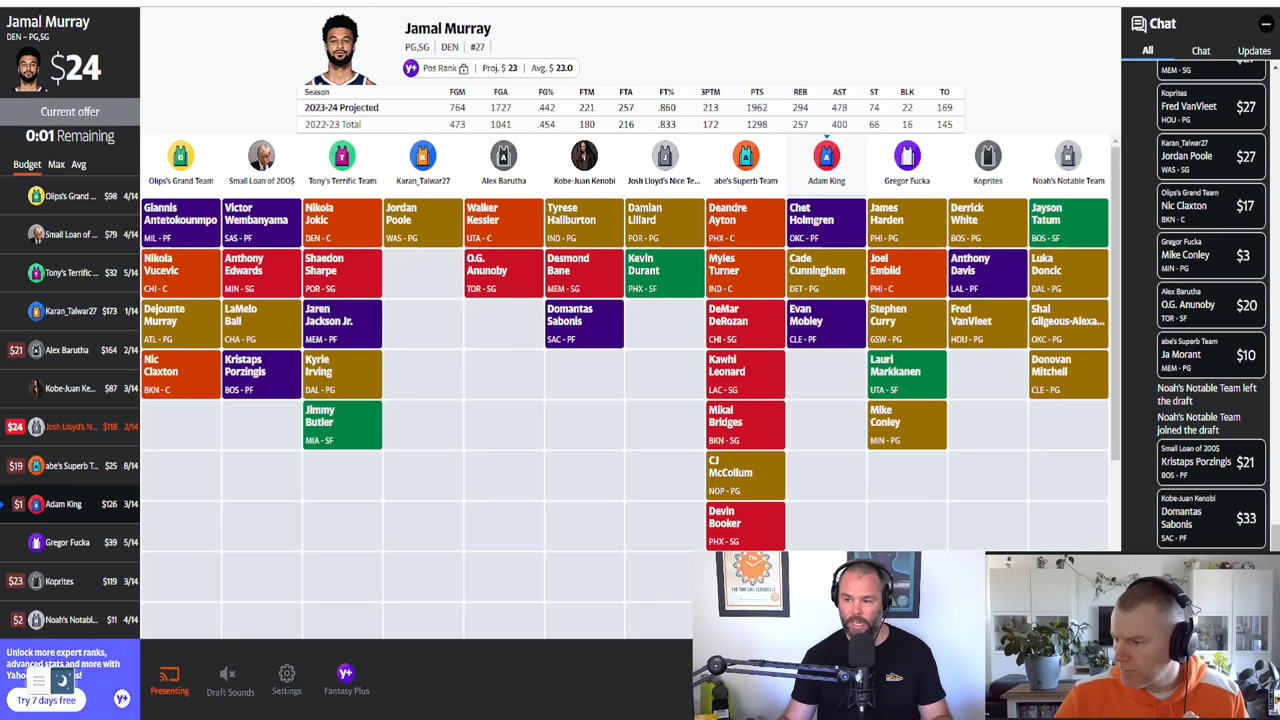 Jamal Murray
DEN – PG,SG
$24
Current offer
0:01 Remaining
Budget Max Avg
Olips's Grand ... $98 4/14
Small Loan of ... $79 4/14
Tony's Terrific ... $32 5/14
Karan_Talwar27 $173 1/14
$21 Alex Barutha $164 2/14
Kobe-Juan Ke... $87 3/14
$24 Josh Lloyd's N... $118 2/14
$19 abe's Superb T... $25 8/14
$1 Adam King $126 3/14
Gregor Fucka $39 5/14
$23 Koprites $119 3/14
$2 Noah's Notabl... $11 4/14
Unlock more expert ranks,
advanced stats and more with
Try 7 days free
y+
Jamal Murray
PG,SG DEN #27
y+ Pos Rank Proj. $ 23 Avg. $ 23.0
Season FGM FGA FG% FTM FTA FT% 3PTM PTS REB AST ST BLK TO
2023-24 Projected 764 1727 .442 221 257 .860 213 1962 294 478 74 22 169
2022-23 Total 473 1041 .454 180 216 .833 172 1298 257 400 66 16 145
Olips's Grand Team Small Loan of 200$ Tony's Terrific Team Karan_Talwar27 Alex Barutha Kobe-Juan Kenobi Josh Lloyd's Nice Te... abe's Superb Team Adam King Gregor Fucka Koprites Noah's Notable Team
Giannis Victor Nikola Jordan Walker Tyrese Damian Deandre Chet James Derrick Jayson
Antetokounmpo Wembanyama Jokic Poole Kessler Haliburton Lillard Ayton Holmgren Harden White Tatum
MIL - PF SAS - PF DEN - C WAS - PG UTA - C IND - PG POR - PG PHX - C OKC - PF PHI - PG BOS - PG BOS - SF
Nikola Anthony Shaedon O.G. Desmond Kevin Myles Cade Joel Anthony Luka
Vucevic Edwards Sharpe Anunoby Bane Durant Turner Cunningham Embiid Davis Doncic
CHI - C MIN - SG POR - SG TOR - SG MEM - SG PHX - SF IND - C DET - PG PHI - C LAL - PF DAL - PG
Dejounte LaMelo Jaren Domantas DeMar Evan Stephen Fred Shai
Murray Ball Jackson Jr. Sabonis DeRozan Mobley Curry VanVleet Gilgeous-Alexa...
ATL - PG CHA - PG MEM - PF SAC - PF CHI - SG CLE - PF GSW - PG HOU - PG OKC - PG
Nic Kristaps Kyrie Kawhi Lauri Donovan
Claxton Porzingis Irving Leonard Markkanen Mitchell
BKN - C BOS - PF DAL - PG LAC - SG UTA - SF CLE - PG
Jimmy Mikal Mike
Butler Bridges Conley
MIA - SF BKN - SG MIN - PG
CJ
McCollum
NOP - PG
Devin
Booker
PHX - SG
Presenting Draft Sounds Settings Fantasy Plus
Chat
All Chat Updates
MEM - SG
Koprites
Fred VanVleet $27
HOU - PG
Karan_Talwar27
Jordan Poole $27
WAS - SG
Olips's Grand Team
Nic Claxton $17
BKN - C
Gregor Fucka
Mike Conley $3
MIN - PG
Alex Barutha
O.G. Anunoby $20
TOR - SF
abe's Superb Team
Ja Morant $10
MEM - PG
Noah's Notable Team left
the draft
Noah's Notable Team
joined the draft
Small Loan of 200$
Kristaps Porzingis $21
BOS - PF
Kobe-Juan Kenobi
Domantas
Sabonis $33
SAC - PF